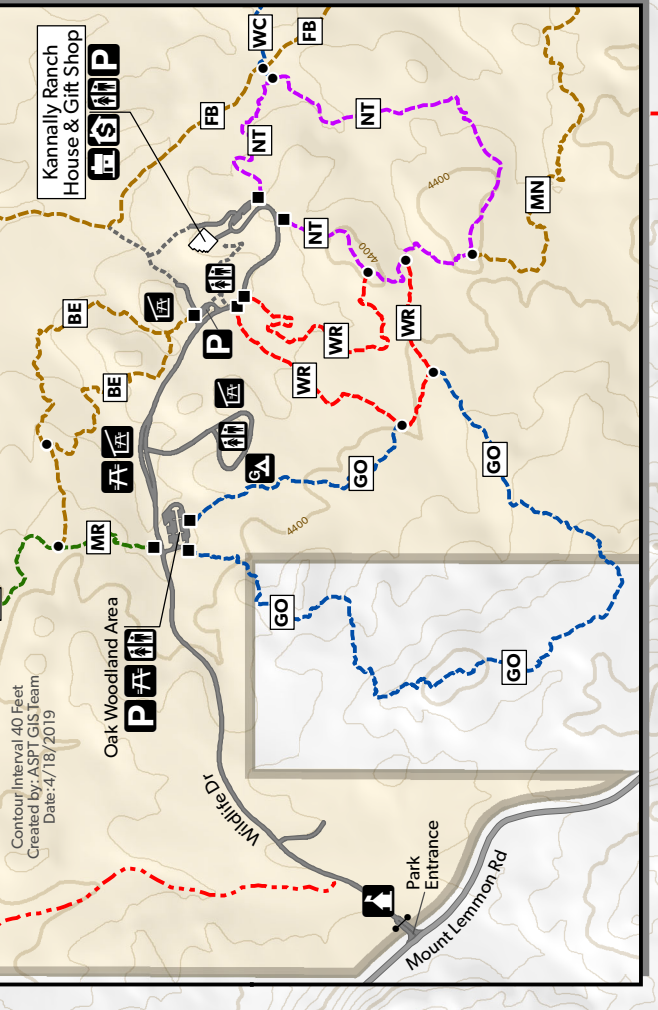 WC
FB
Kannally Ranch
House & Gift Shop
P
$
FB
NT
NT
4400
MN
NT
4400
BE
P
WR
WR
WR
BE
GO
GO
G
4400
MR
Oak Woodland Area
P
GO
GO
Contour Interval 40 Feet
Created by: ASPT GIS Team
Date:4/18/2019
Wildlife Dr
Park
Entrance
Mount Lemmon Rd